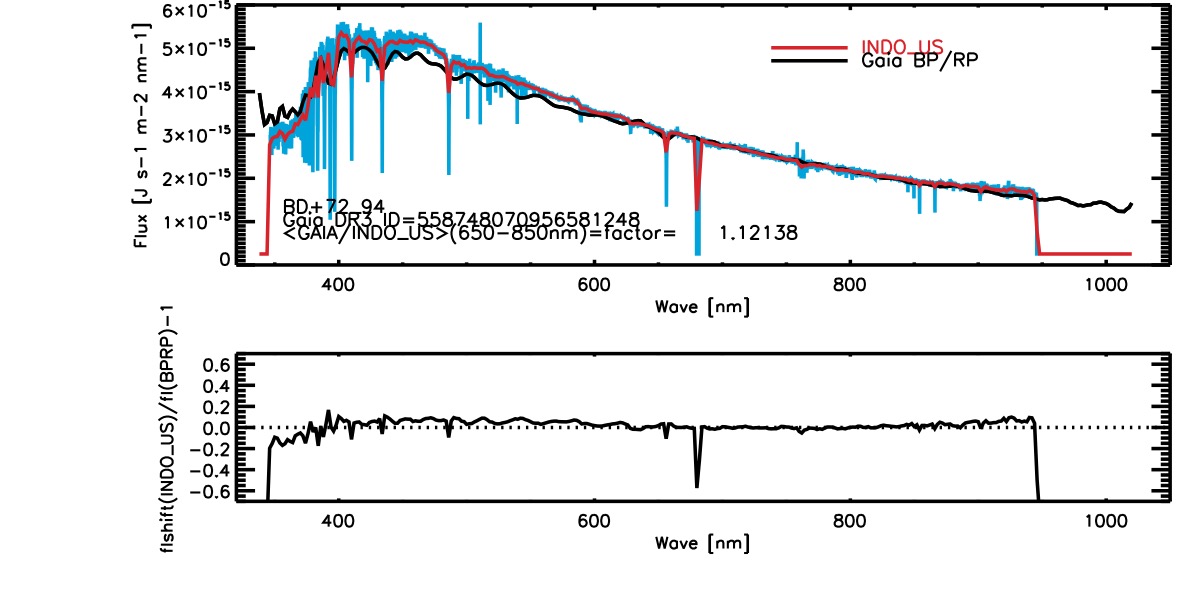 6×10⁻¹⁵
5×10⁻¹⁵
4×10⁻¹⁵
3×10⁻¹⁵
2×10⁻¹⁵
1×10⁻¹⁵
0
Flux [J s-1 m-2 nm-1]
INDO_US
Gaia BP/RP
BD+72 94
Gaia DR3 ID=558748070956581248
<GAIA/INDO_US>(650-850nm)=factor= 1.12138
400 600 800 1000
Wave [nm]
flshift(INDO_US)/fl(BPRP)-1
0.6
0.4
0.2
0.0
-0.2
-0.4
-0.6
400 600 800 1000
Wave [nm]